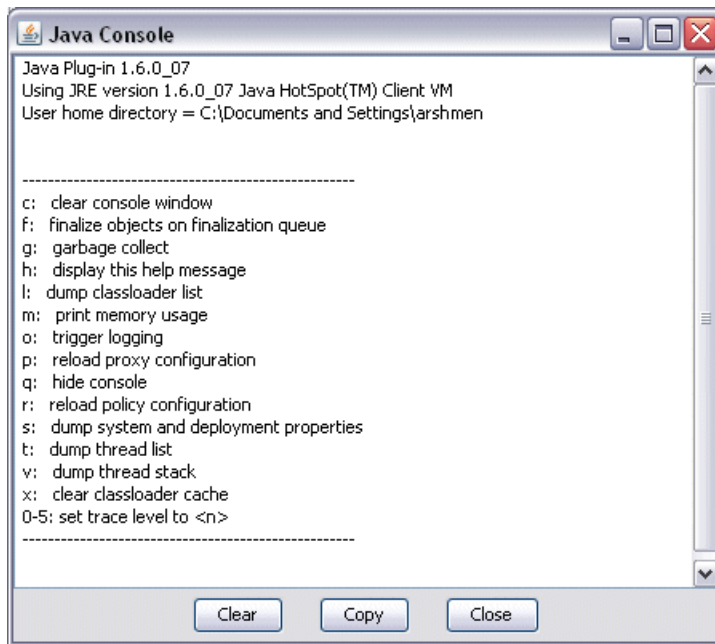 Java Console
Java Plug-in 1.6.0_07
Using JRE version 1.6.0_07 Java HotSpot(TM) Client VM
User home directory = C:\Documents and Settings\arshmen
----------------------------------------------------
c:   clear console window
f:   finalize objects on finalization queue
g:   garbage collect
h:   display this help message
l:   dump classloader list
m:   print memory usage
o:   trigger logging
p:   reload proxy configuration
q:   hide console
r:   reload policy configuration
s:   dump system and deployment properties
t:   dump thread list
v:   dump thread stack
x:   clear classloader cache
0-5: set trace level to <n>
----------------------------------------------------
Clear Copy Close